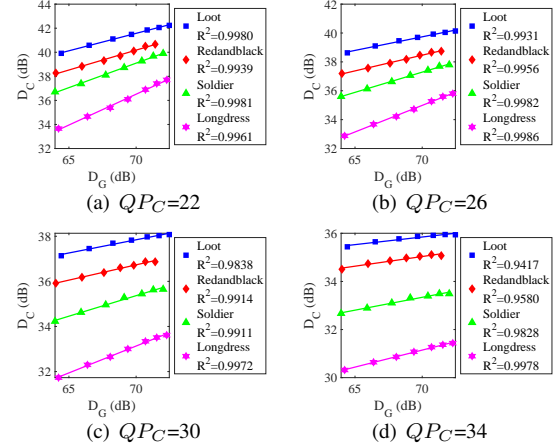 44
42
40
38
36
34
32
65
70
D_C (dB)
D_G (dB)
Loot
R²=0.9980
Redandblack
R²=0.9939
Soldier
R²=0.9981
Longdress
R²=0.9961
(a) QP_C=22
42
40
38
36
34
32
65
70
D_C (dB)
D_G (dB)
Loot
R²=0.9931
Redandblack
R²=0.9956
Soldier
R²=0.9982
Longdress
R²=0.9986
(b) QP_C=26
38
36
34
32
65
70
D_C (dB)
D_G (dB)
Loot
R²=0.9838
Redandblack
R²=0.9914
Soldier
R²=0.9911
Longdress
R²=0.9972
(c) QP_C=30
36
34
32
30
65
70
D_C (dB)
D_G (dB)
Loot
R²=0.9417
Redandblack
R²=0.9580
Soldier
R²=0.9828
Longdress
R²=0.9978
(d) QP_C=34